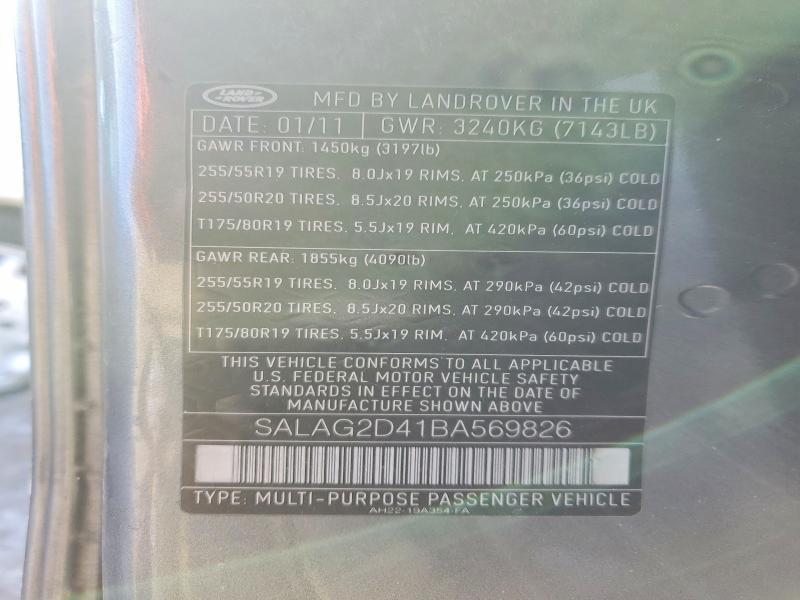 LAND ROVER
MFD BY LANDROVER IN THE UK
DATE: 01/11 GWR: 3240KG (7143LB)
GAWR FRONT: 1450kg (3197lb)
255/55R19 TIRES. 8.0Jx19 RIMS. AT 250kPa (36psi) COLD
255/50R20 TIRES. 8.5Jx20 RIMS. AT 250kPa (36psi) COLD
T175/80R19 TIRES. 5.5Jx19 RIM. AT 420kPa (60psi) COLD
GAWR REAR: 1855kg (4090lb)
255/55R19 TIRES. 8.0Jx19 RIMS. AT 290kPa (42psi) COLD
255/50R20 TIRES. 8.5Jx20 RIMS. AT 290kPa (42psi) COLD
T175/80R19 TIRES. 5.5Jx19 RIM. AT 420kPa (60psi) COLD
THIS VEHICLE CONFORMS TO ALL APPLICABLE
U.S. FEDERAL MOTOR VEHICLE SAFETY
STANDARDS IN EFFECT ON THE DATE OF
MANUFACTURE SHOWN ABOVE
SALAG2D41BA569826
TYPE: MULTI-PURPOSE PASSENGER VEHICLE
AH22-19A354-FA